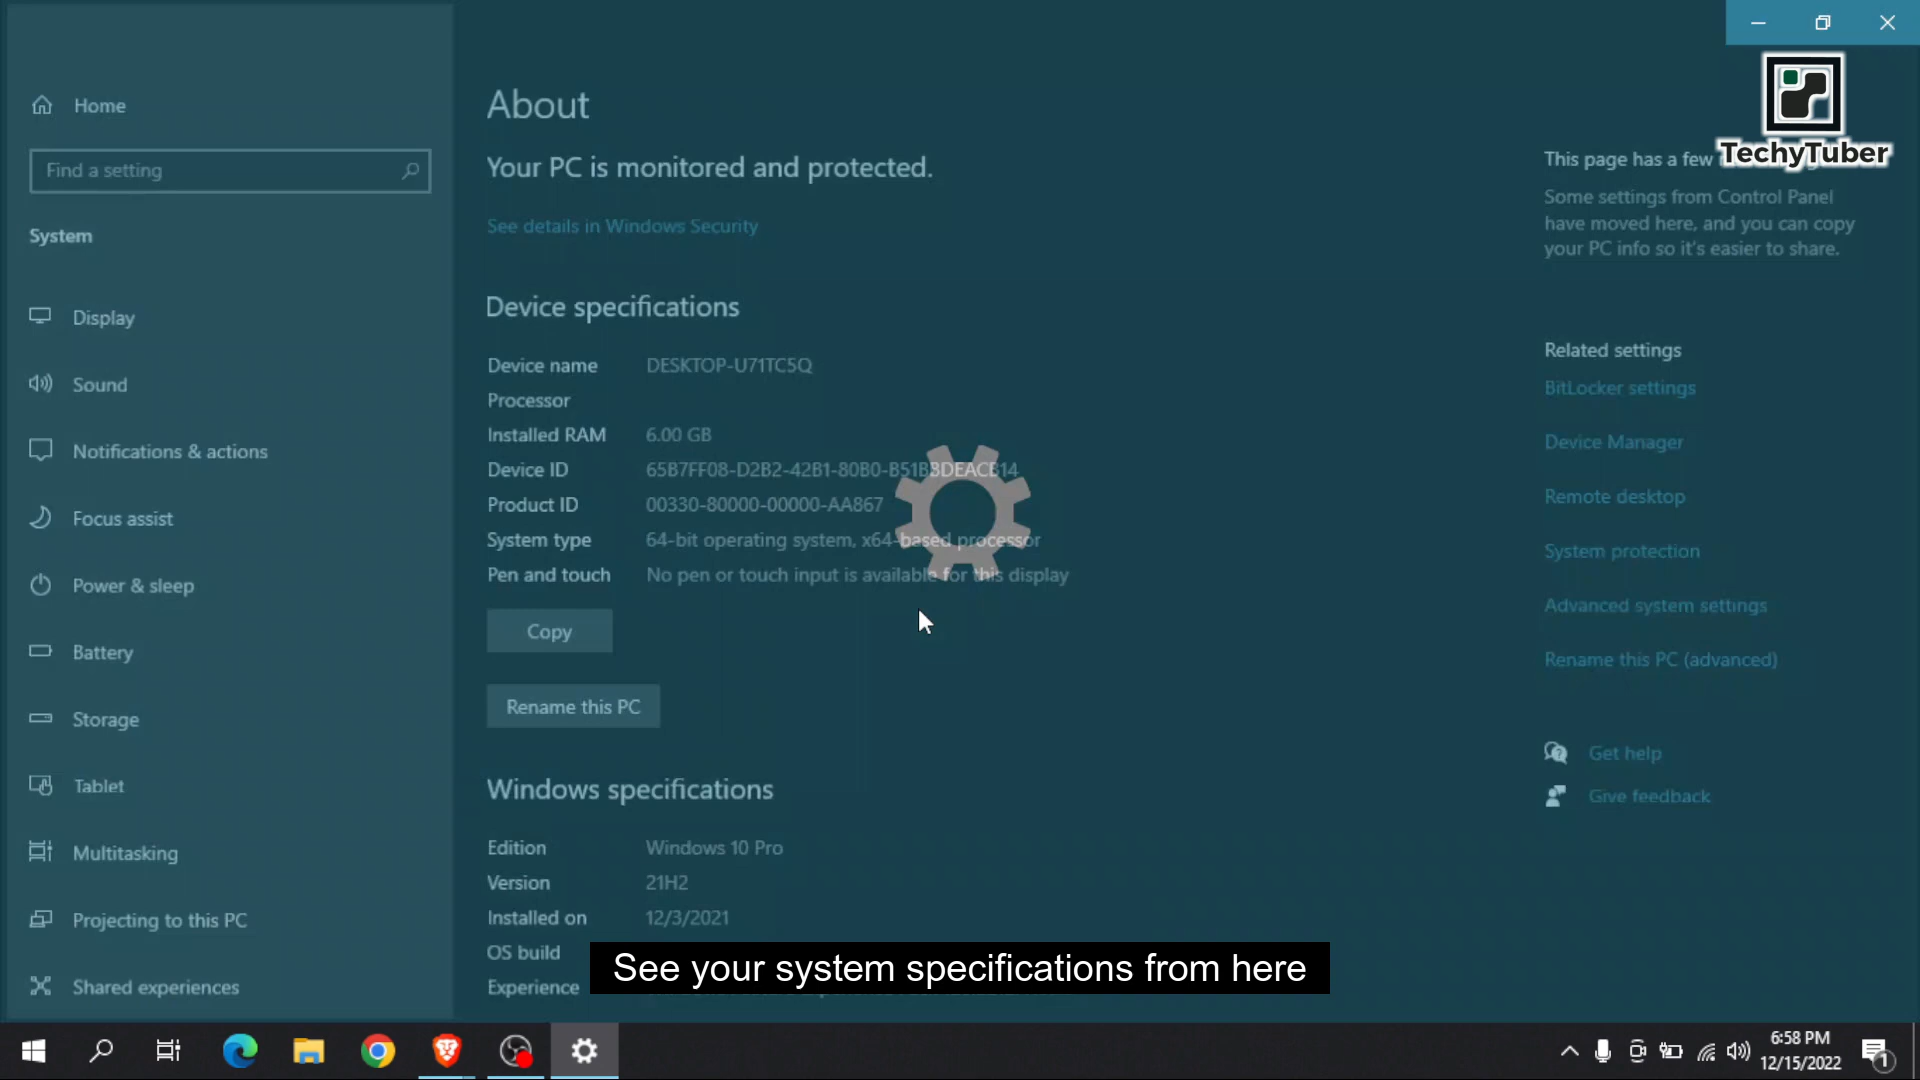 Home
Find a setting
System
Display
Sound
Notifications & actions
Focus assist
Power & sleep
Battery
Storage
Tablet
Multitasking
Projecting to this PC
Shared experiences
About
Your PC is monitored and protected.
See details in Windows Security
Device specifications
Device name DESKTOP-U71TC5Q
Processor
Installed RAM 6.00 GB
Device ID
Product ID 00330-80000-00000-AA867
System type 64-bit operating system, x64-based processor
Pen and touch No pen or touch input is available for this display
Copy
Rename this PC
Windows specifications
Edition Windows 10 Pro
Version 21H2
Installed on 12/3/2021
OS build
Experience
See your system specifications from here
TechyTuber
This page has a few
Some settings from Control Panel
have moved here, and you can copy
your PC info so it's easier to share.
Related settings
BitLocker settings
Device Manager
Remote desktop
System protection
Advanced system settings
Rename this PC (advanced)
Get help
Give feedback
6:58 PM
12/15/2022
1